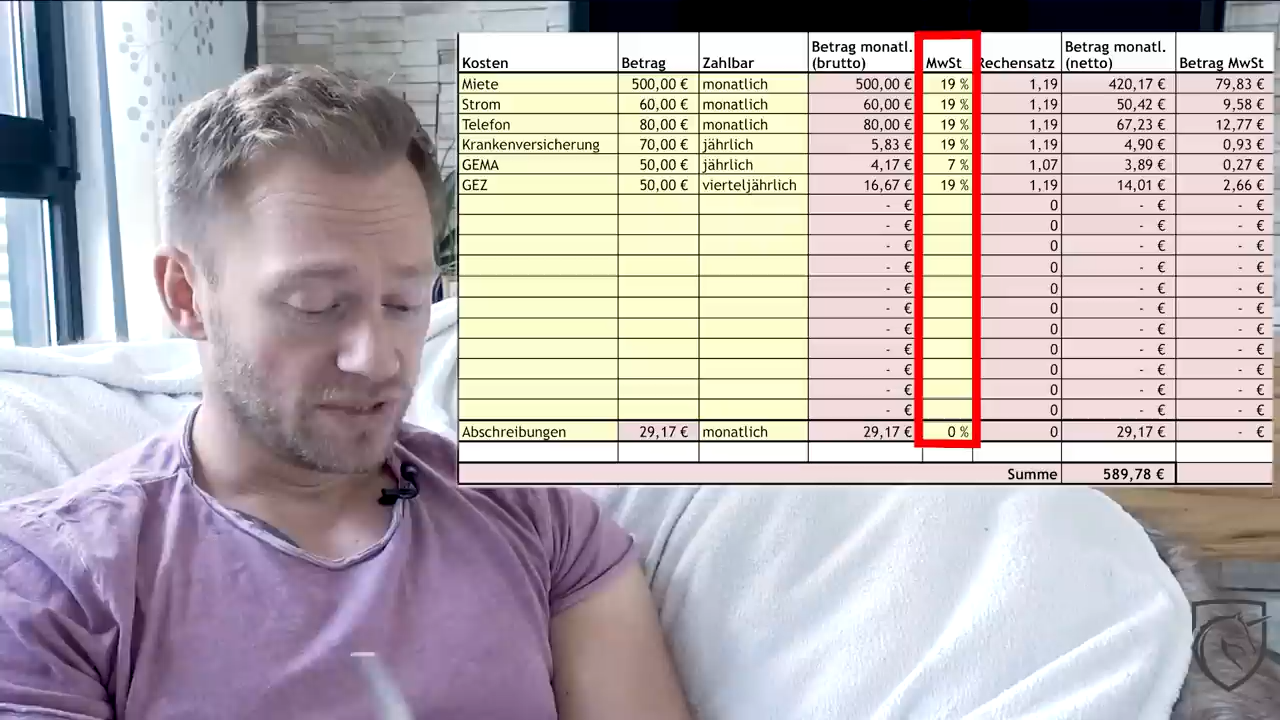 Kosten Betrag Zahlbar Betrag monatl. (brutto) MwSt Rechensatz Betrag monatl. (netto) Betrag MwSt
Miete 500,00 € monatlich 500,00 € 19 % 1,19 420,17 € 79,83 €
Strom 60,00 € monatlich 60,00 € 19 % 1,19 50,42 € 9,58 €
Telefon 80,00 € monatlich 80,00 € 19 % 1,19 67,23 € 12,77 €
Krankenversicherung 70,00 € jährlich 5,83 € 19 % 1,19 4,90 € 0,93 €
GEMA 50,00 € jährlich 4,17 € 7 % 1,07 3,89 € 0,27 €
GEZ 50,00 € vierteljährlich 16,67 € 19 % 1,19 14,01 € 2,66 €
- € 0 - € - €
- € 0 - € - €
- € 0 - € - €
- € 0 - € - €
- € 0 - € - €
- € 0 - € - €
- € 0 - € - €
- € 0 - € - €
- € 0 - € - €
- € 0 - € - €
- € 0 - € - €
Abschreibungen 29,17 € monatlich 29,17 € 0 % 0 29,17 € - €
Summe 589,78 €